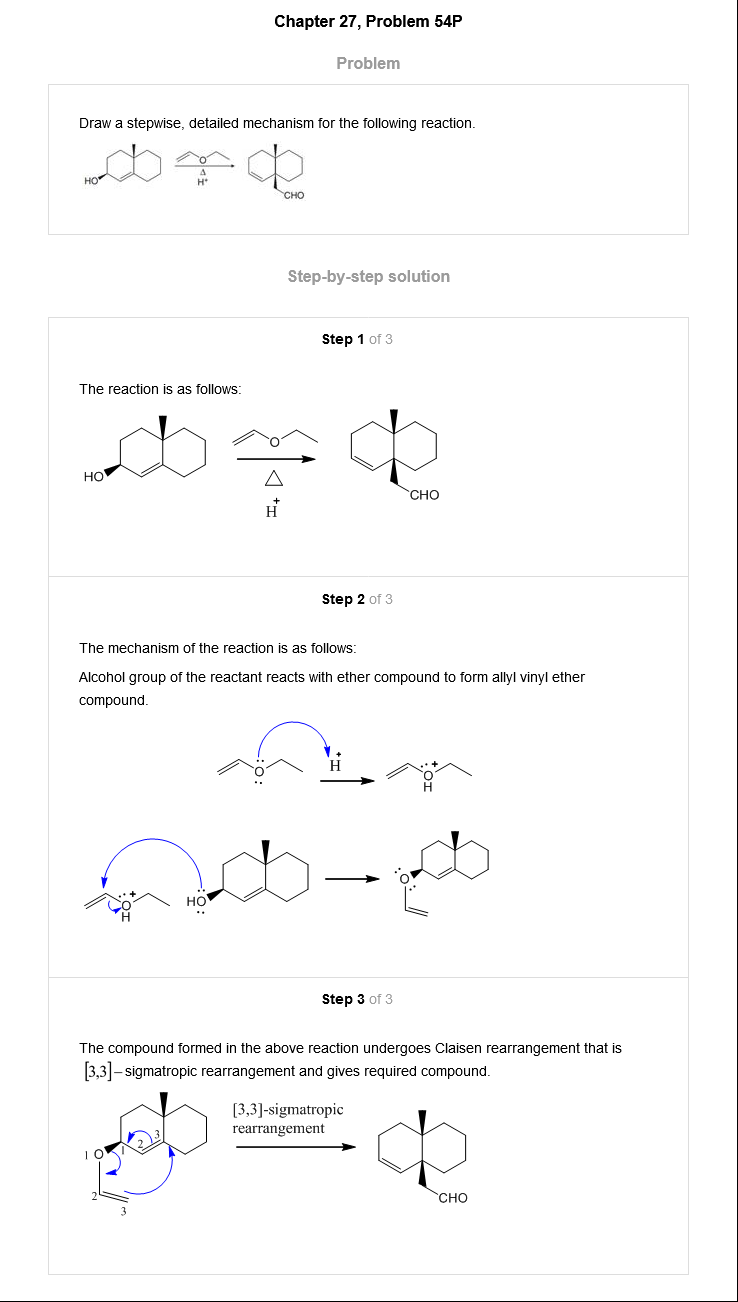 Chapter 27, Problem 54P
Problem
Draw a stepwise, detailed mechanism for the following reaction.
HO
O
Δ
H+
CHO
Step-by-step solution
Step 1 of 3
The reaction is as follows:
HO
O
△
H+
CHO
Step 2 of 3
The mechanism of the reaction is as follows:
Alcohol group of the reactant reacts with ether compound to form allyl vinyl ether
compound.
O
H+
O+
H
O+
H
HO
O
Step 3 of 3
The compound formed in the above reaction undergoes Claisen rearrangement that is
[3,3]–sigmatropic rearrangement and gives required compound.
[3,3]-sigmatropic
rearrangement
3
2
1
1 O
2
3
CHO